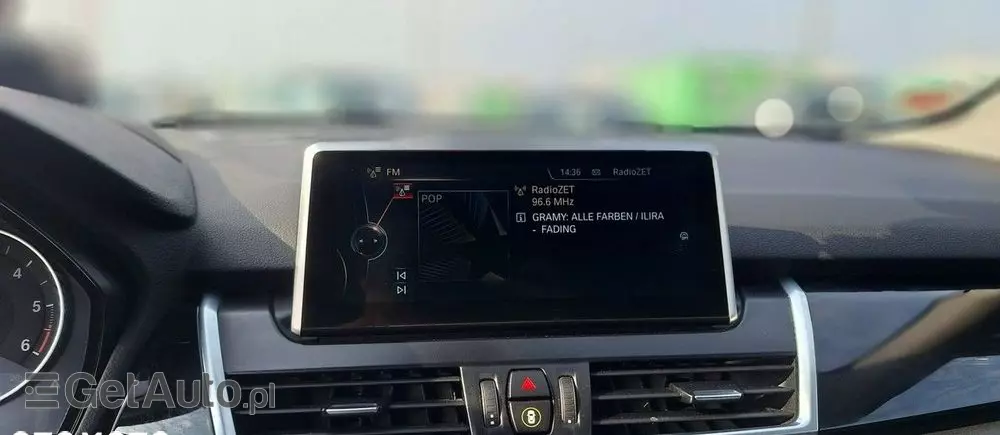 FM
14:36
RadioZET
POP
RadioZET
96.6 MHz
GRAMY: ALLE FARBEN / ILIRA
- FADING
4
5
6
GetAuto.pl